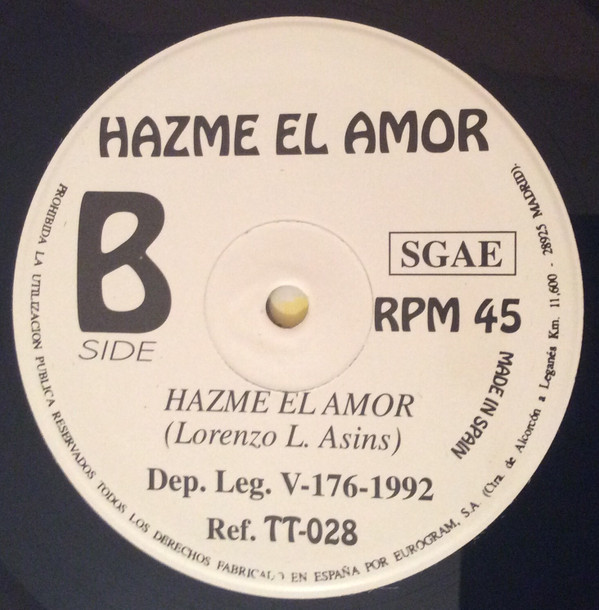 HAZME EL AMOR
B
SIDE
SGAE
RPM 45
MADE IN SPAIN
HAZME EL AMOR
(Lorenzo L. Asins)
Dep. Leg. V-176-1992
Ref. TT-028
PROHIBIDA LA UTILIZACION PUBLICA RESERVADOS TODOS LOS DERECHOS EN ESPAÑA POR EUROGRAM, S.A. (Ctra. de Alcorcón a Leganés Km. 11,600 - 28925 MADRID).